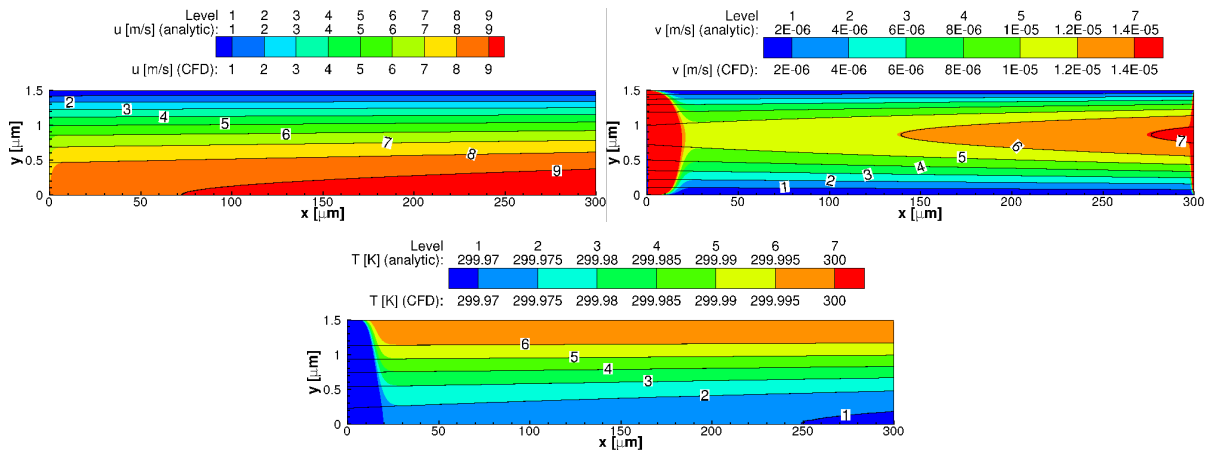 Level 1 2 3 4 5 6 7 8 9
u [m/s] (analytic): 1 2 3 4 5 6 7 8 9
u [m/s] (CFD): 1 2 3 4 5 6 7 8 9
y [μm]
1.5
1
0.5
0
2 3 4 5 6 7 8 9
0 50 100 150 200 250 300
x [μm]
Level 1 2 3 4 5 6 7
v [m/s] (analytic): 2E-06 4E-06 6E-06 8E-06 1E-05 1.2E-05 1.4E-05
v [m/s] (CFD): 2E-06 4E-06 6E-06 8E-06 1E-05 1.2E-05 1.4E-05
y [μm]
1.5
1
0.5
0
1 2 3 4 5 6 7
0 50 100 150 200 250 300
x [μm]
Level 1 2 3 4 5 6 7
T [K] (analytic): 299.97 299.975 299.98 299.985 299.99 299.995 300
T [K] (CFD): 299.97 299.975 299.98 299.985 299.99 299.995 300
y [μm]
1.5
1
0.5
0
6 5 4 3 2 1
0 50 100 150 200 250 300
x [μm]